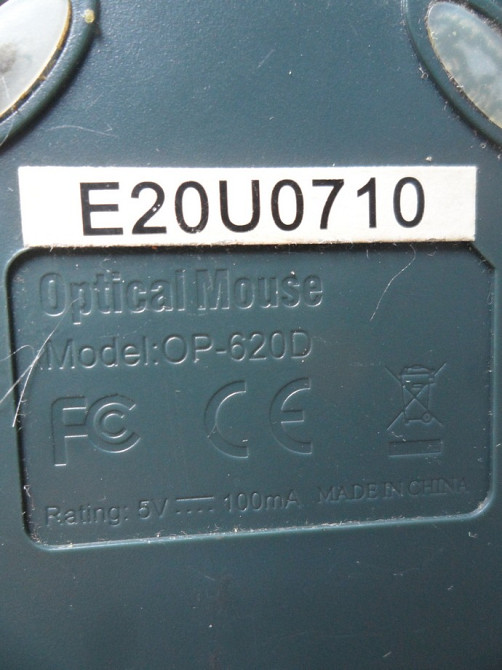 E20U0710
Optical Mouse
Model:OP-620D
FC CE
Rating: 5V 100mA MADE IN CHINA